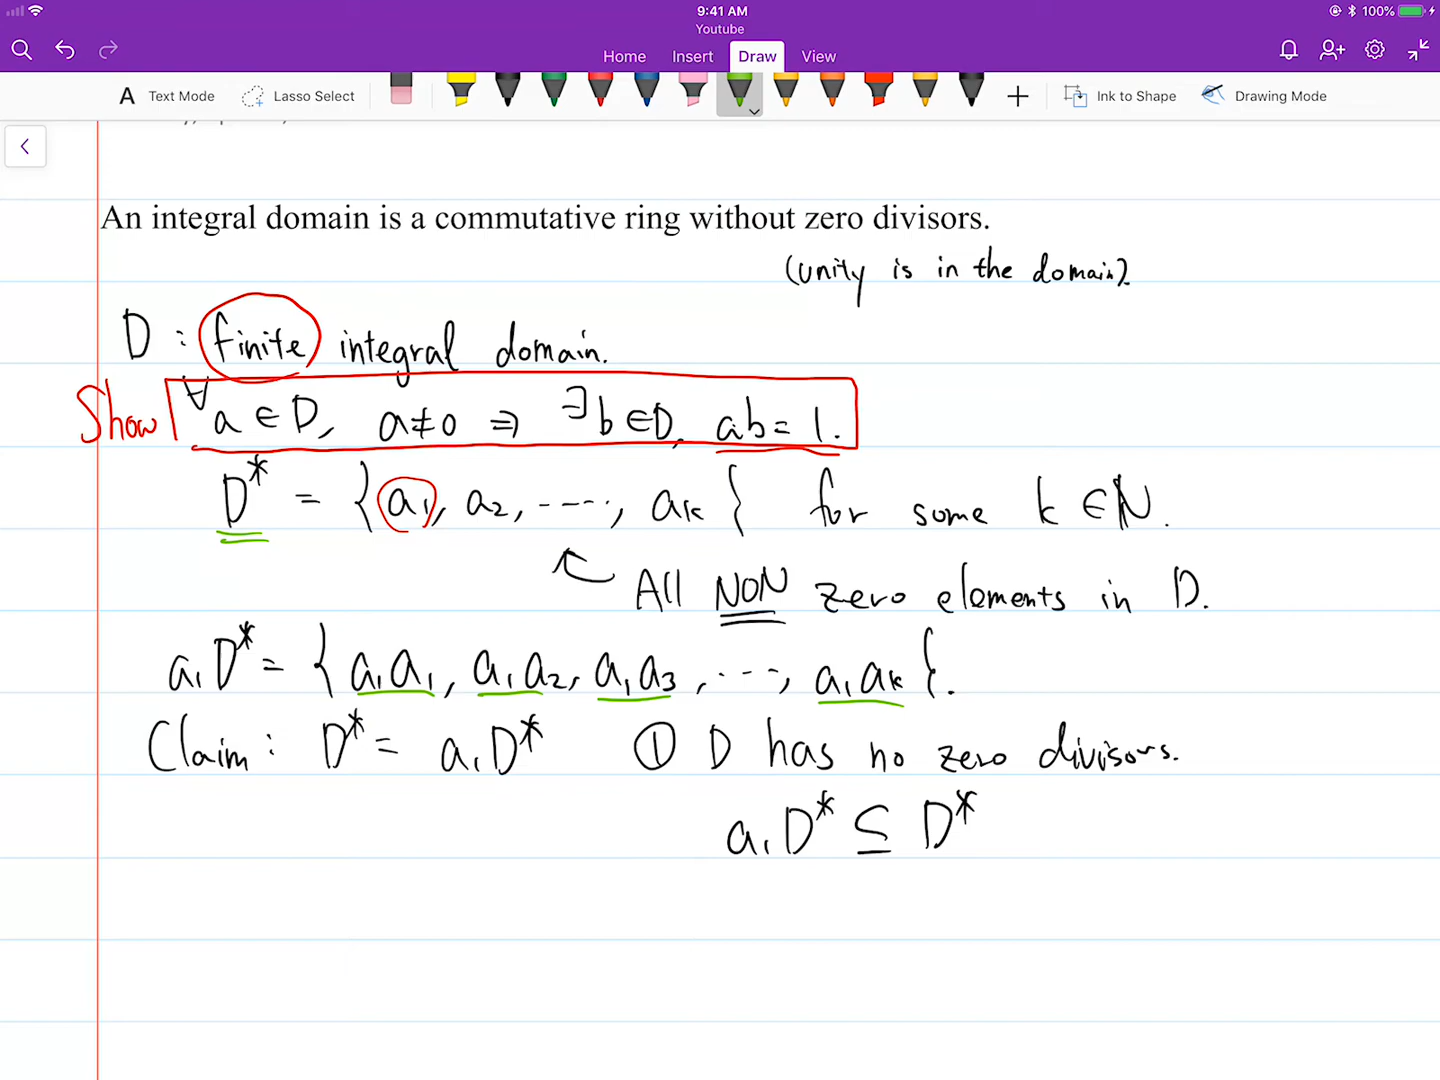 9:41 AM
100%
Youtube
Home Insert Draw View
A Text Mode Lasso Select Ink to Shape Drawing Mode
An integral domain is a commutative ring without zero divisors.
(unity is in the domain).
D : finite integral domain.
Show ∀a ∈ D, a ≠ 0 ⇒ ∃b ∈ D, ab = 1.
D* = {a₁, a₂, ----, aₖ} for some k ∈ ℕ.
All NON zero elements in D.
a₁D* = {a₁a₁, a₁a₂, a₁a₃, ..., a₁aₖ}.
Claim : D* = a₁D* ① D has no zero divisors.
a₁D* ⊆ D*